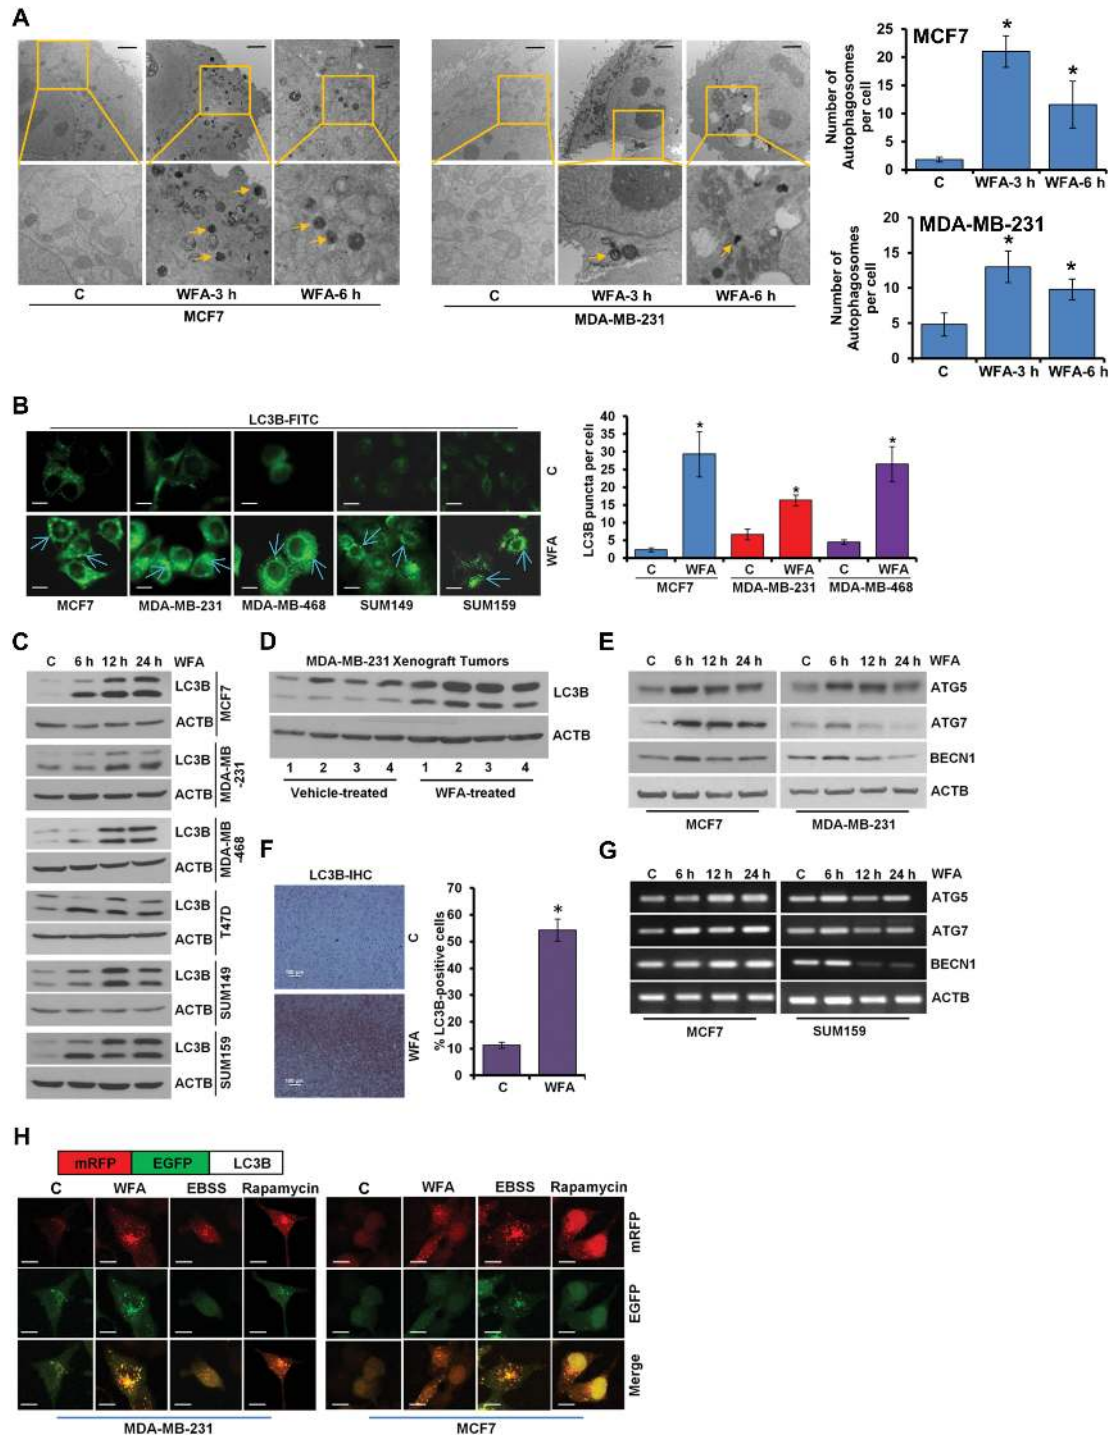 A
C
WFA-3 h
WFA-6 h
MCF7
C
WFA-3 h
WFA-6 h
MDA-MB-231
MCF7
Number of Autophagosomes per cell
25
20
15
10
5
0
*
*
C
WFA-3 h
WFA-6 h
MDA-MB-231
Number of Autophagosomes per cell
20
15
10
5
0
*
*
C
WFA-3 h
WFA-6 h
B
LC3B-FITC
C
WFA
MCF7
MDA-MB-231
MDA-MB-468
SUM149
SUM159
LC3B puncta per cell
40
35
30
25
20
15
10
5
0
*
*
*
C
WFA
C
WFA
C
WFA
MCF7
MDA-MB-231
MDA-MB-468
C
C 6 h 12 h 24 h WFA
LC3B
ACTB
MCF7
LC3B
ACTB
MDA-MB
-231
LC3B
ACTB
MDA-MB
-468
LC3B
ACTB
T47D
LC3B
ACTB
SUM149
LC3B
ACTB
SUM159
D
MDA-MB-231 Xenograft Tumors
LC3B
ACTB
1 2 3 4 1 2 3 4
Vehicle-treated
WFA-treated
E
C 6 h 12 h 24 h C 6 h 12 h 24 h WFA
ATG5
ATG7
BECN1
ACTB
MCF7
MDA-MB-231
F
LC3B-IHC
C
WFA
100 µm
100 µm
% LC3B-positive cells
70
60
50
40
30
20
10
0
*
C
WFA
G
C 6 h 12 h 24 h C 6 h 12 h 24 h WFA
ATG5
ATG7
BECN1
ACTB
MCF7
SUM159
H
mRFP EGFP LC3B
C WFA EBSS Rapamycin
C WFA EBSS Rapamycin
mRFP
EGFP
Merge
MDA-MB-231
MCF7